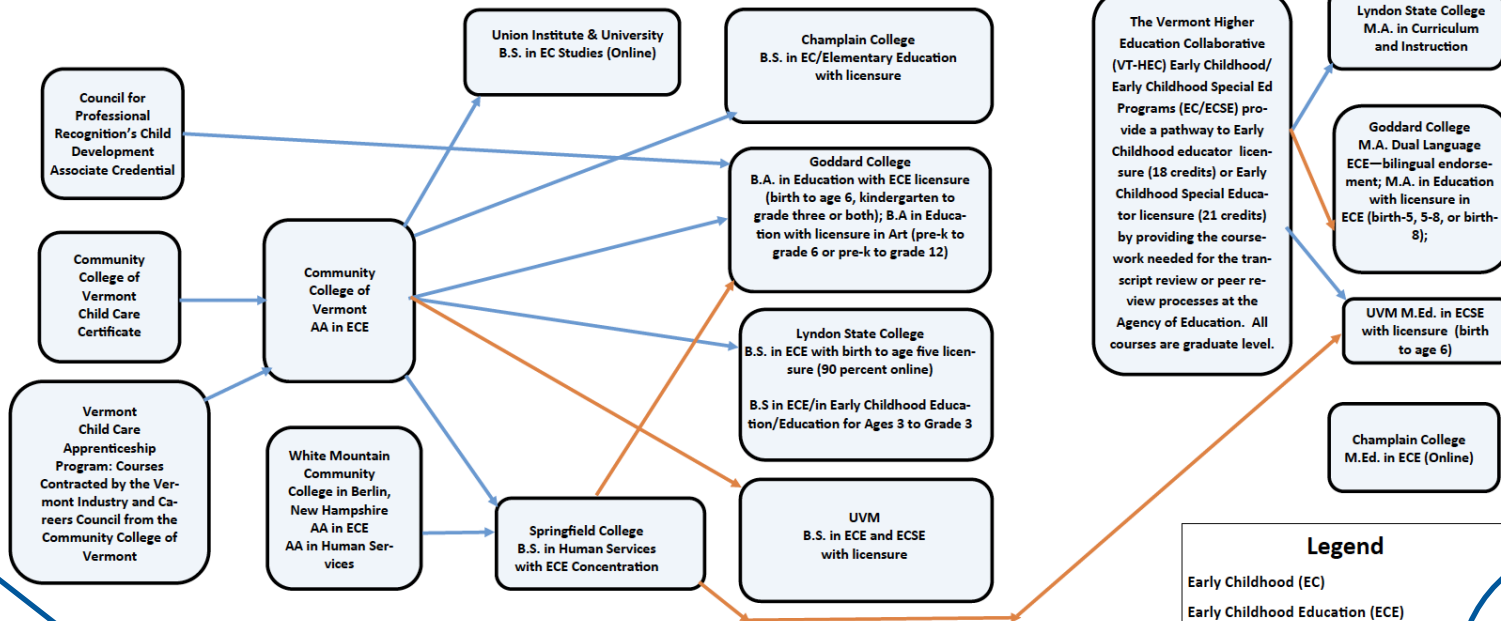 Union Institute & University
B.S. in EC Studies (Online)
Champlain College
B.S. in EC/Elementary Education
with licensure
Council for
Professional
Recognition's Child
Development
Associate Credential
Goddard College
B.A. in Education with ECE licensure
(birth to age 6, kindergarten to
grade three or both); B.A in Educa-
tion with licensure in Art (pre-k to
grade 6 or pre-k to grade 12)
Community
College of
Vermont
Child Care
Certificate
Community
College of
Vermont
AA in ECE
Lyndon State College
B.S. in ECE with birth to age five licen-
sure (90 percent online)
B.S in ECE/in Early Childhood Educa-
tion/Education for Ages 3 to Grade 3
Vermont
Child Care
Apprenticeship
Program: Courses
Contracted by the Ver-
mont Industry and Ca-
reers Council from the
Community College of
Vermont
White Mountain
Community
College in Berlin,
New Hampshire
AA in ECE
AA in Human Ser-
vices
Springfield College
B.S. in Human Services
with ECE Concentration
UVM
B.S. in ECE and ECSE
with licensure
The Vermont Higher
Education Collaborative
(VT-HEC) Early Childhood/
Early Childhood Special Ed
Programs (EC/ECSE) pro-
vide a pathway to Early
Childhood educator licen-
sure (18 credits) or Early
Childhood Special Educa-
tor licensure (21 credits)
by providing the course-
work needed for the tran-
script review or peer re-
view processes at the
Agency of Education. All
courses are graduate level.
Lyndon State College
M.A. in Curriculum
and Instruction
Goddard College
M.A. Dual Language
ECE—bilingual endorse-
ment; M.A. in Education
with licensure in
ECE (birth-5, 5-8, or birth-
8);
UVM M.Ed. in ECSE
with licensure (birth
to age 6)
Champlain College
M.Ed. in ECE (Online)
Legend
Early Childhood (EC)
Early Childhood Education (ECE)